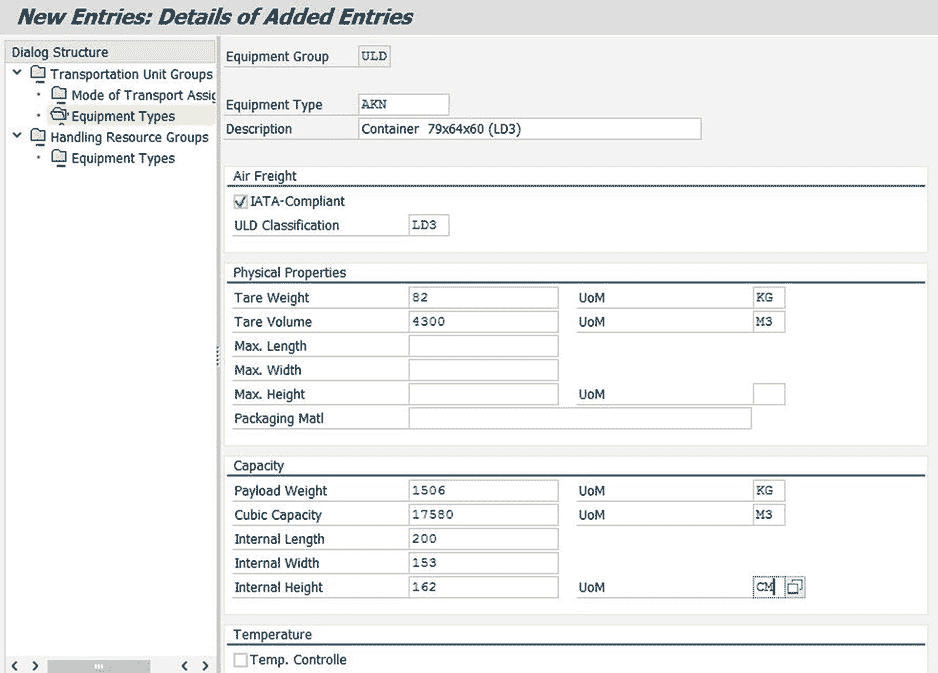 New Entries: Details of Added Entries
Dialog Structure
Transportation Unit Groups
Mode of Transport Assig
Equipment Types
Handling Resource Groups
Equipment Types
Equipment Group ULD
Equipment Type AKN
Description Container 79x64x60 (LD3)
Air Freight
IATA-Compliant
ULD Classification LD3
Physical Properties
Tare Weight 82 UoM KG
Tare Volume 4300 UoM M3
Max. Length
Max. Width
Max. Height UoM
Packaging Matl
Capacity
Payload Weight 1506 UoM KG
Cubic Capacity 17580 UoM M3
Internal Length 200
Internal Width 153
Internal Height 162 UoM CM
Temperature
Temp. Controlle